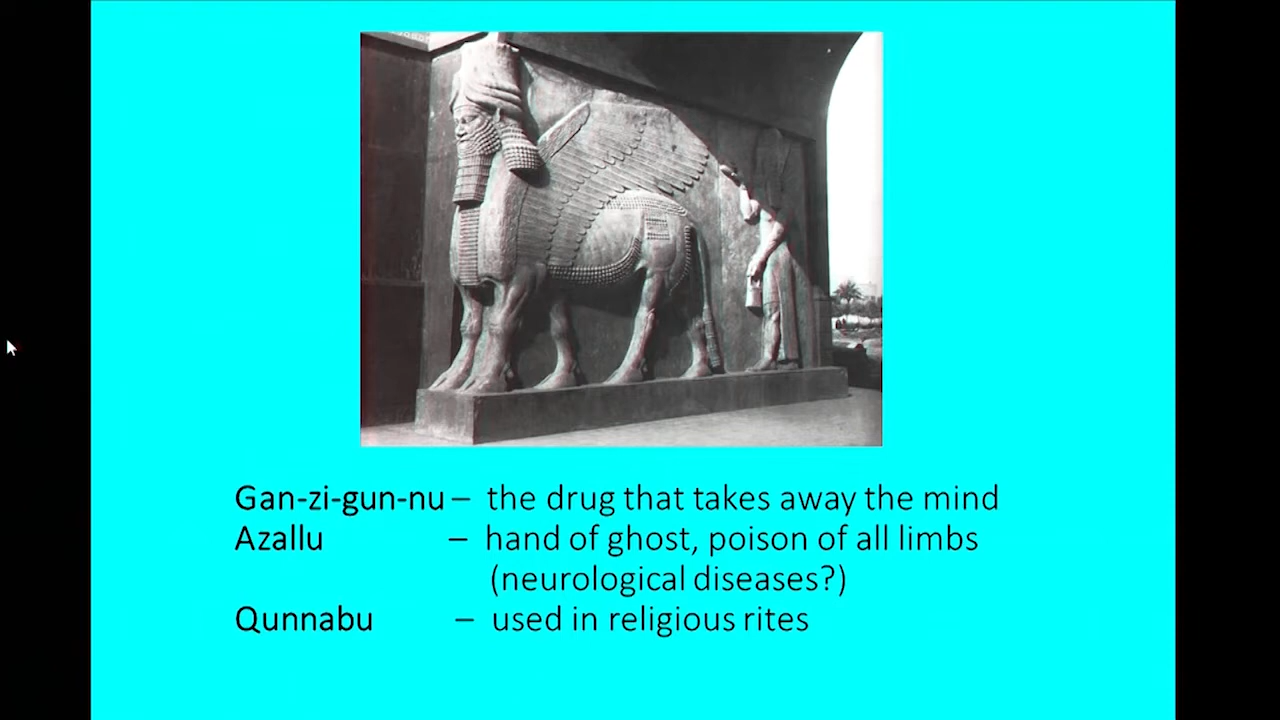 Gan-zi-gun-nu – the drug that takes away the mind
Azallu – hand of ghost, poison of all limbs
(neurological diseases?)
Qunnabu – used in religious rites